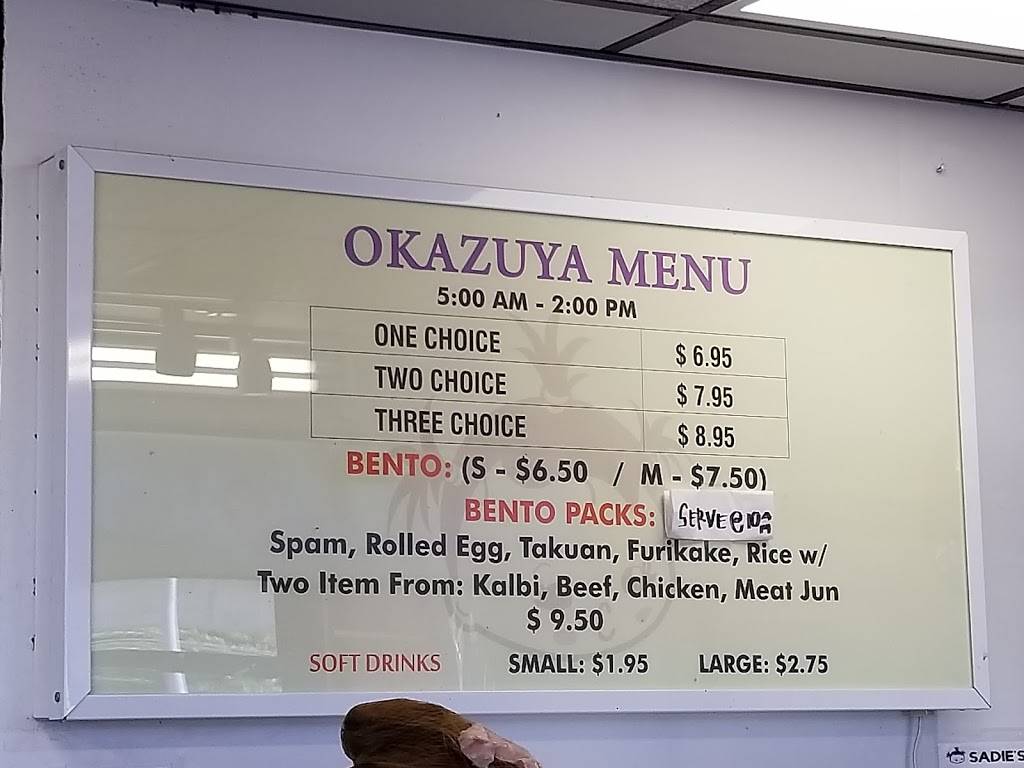 OKAZUYA MENU
5:00 AM - 2:00 PM
ONE CHOICE $ 6.95
TWO CHOICE $ 7.95
THREE CHOICE $ 8.95
BENTO: (S - $6.50 / M - $7.50)
BENTO PACKS: SERVE @ 10A
Spam, Rolled Egg, Takuan, Furikake, Rice w/
Two Item From: Kalbi, Beef, Chicken, Meat Jun
$ 9.50
SOFT DRINKS SMALL: $1.95 LARGE: $2.75
SADIE'S